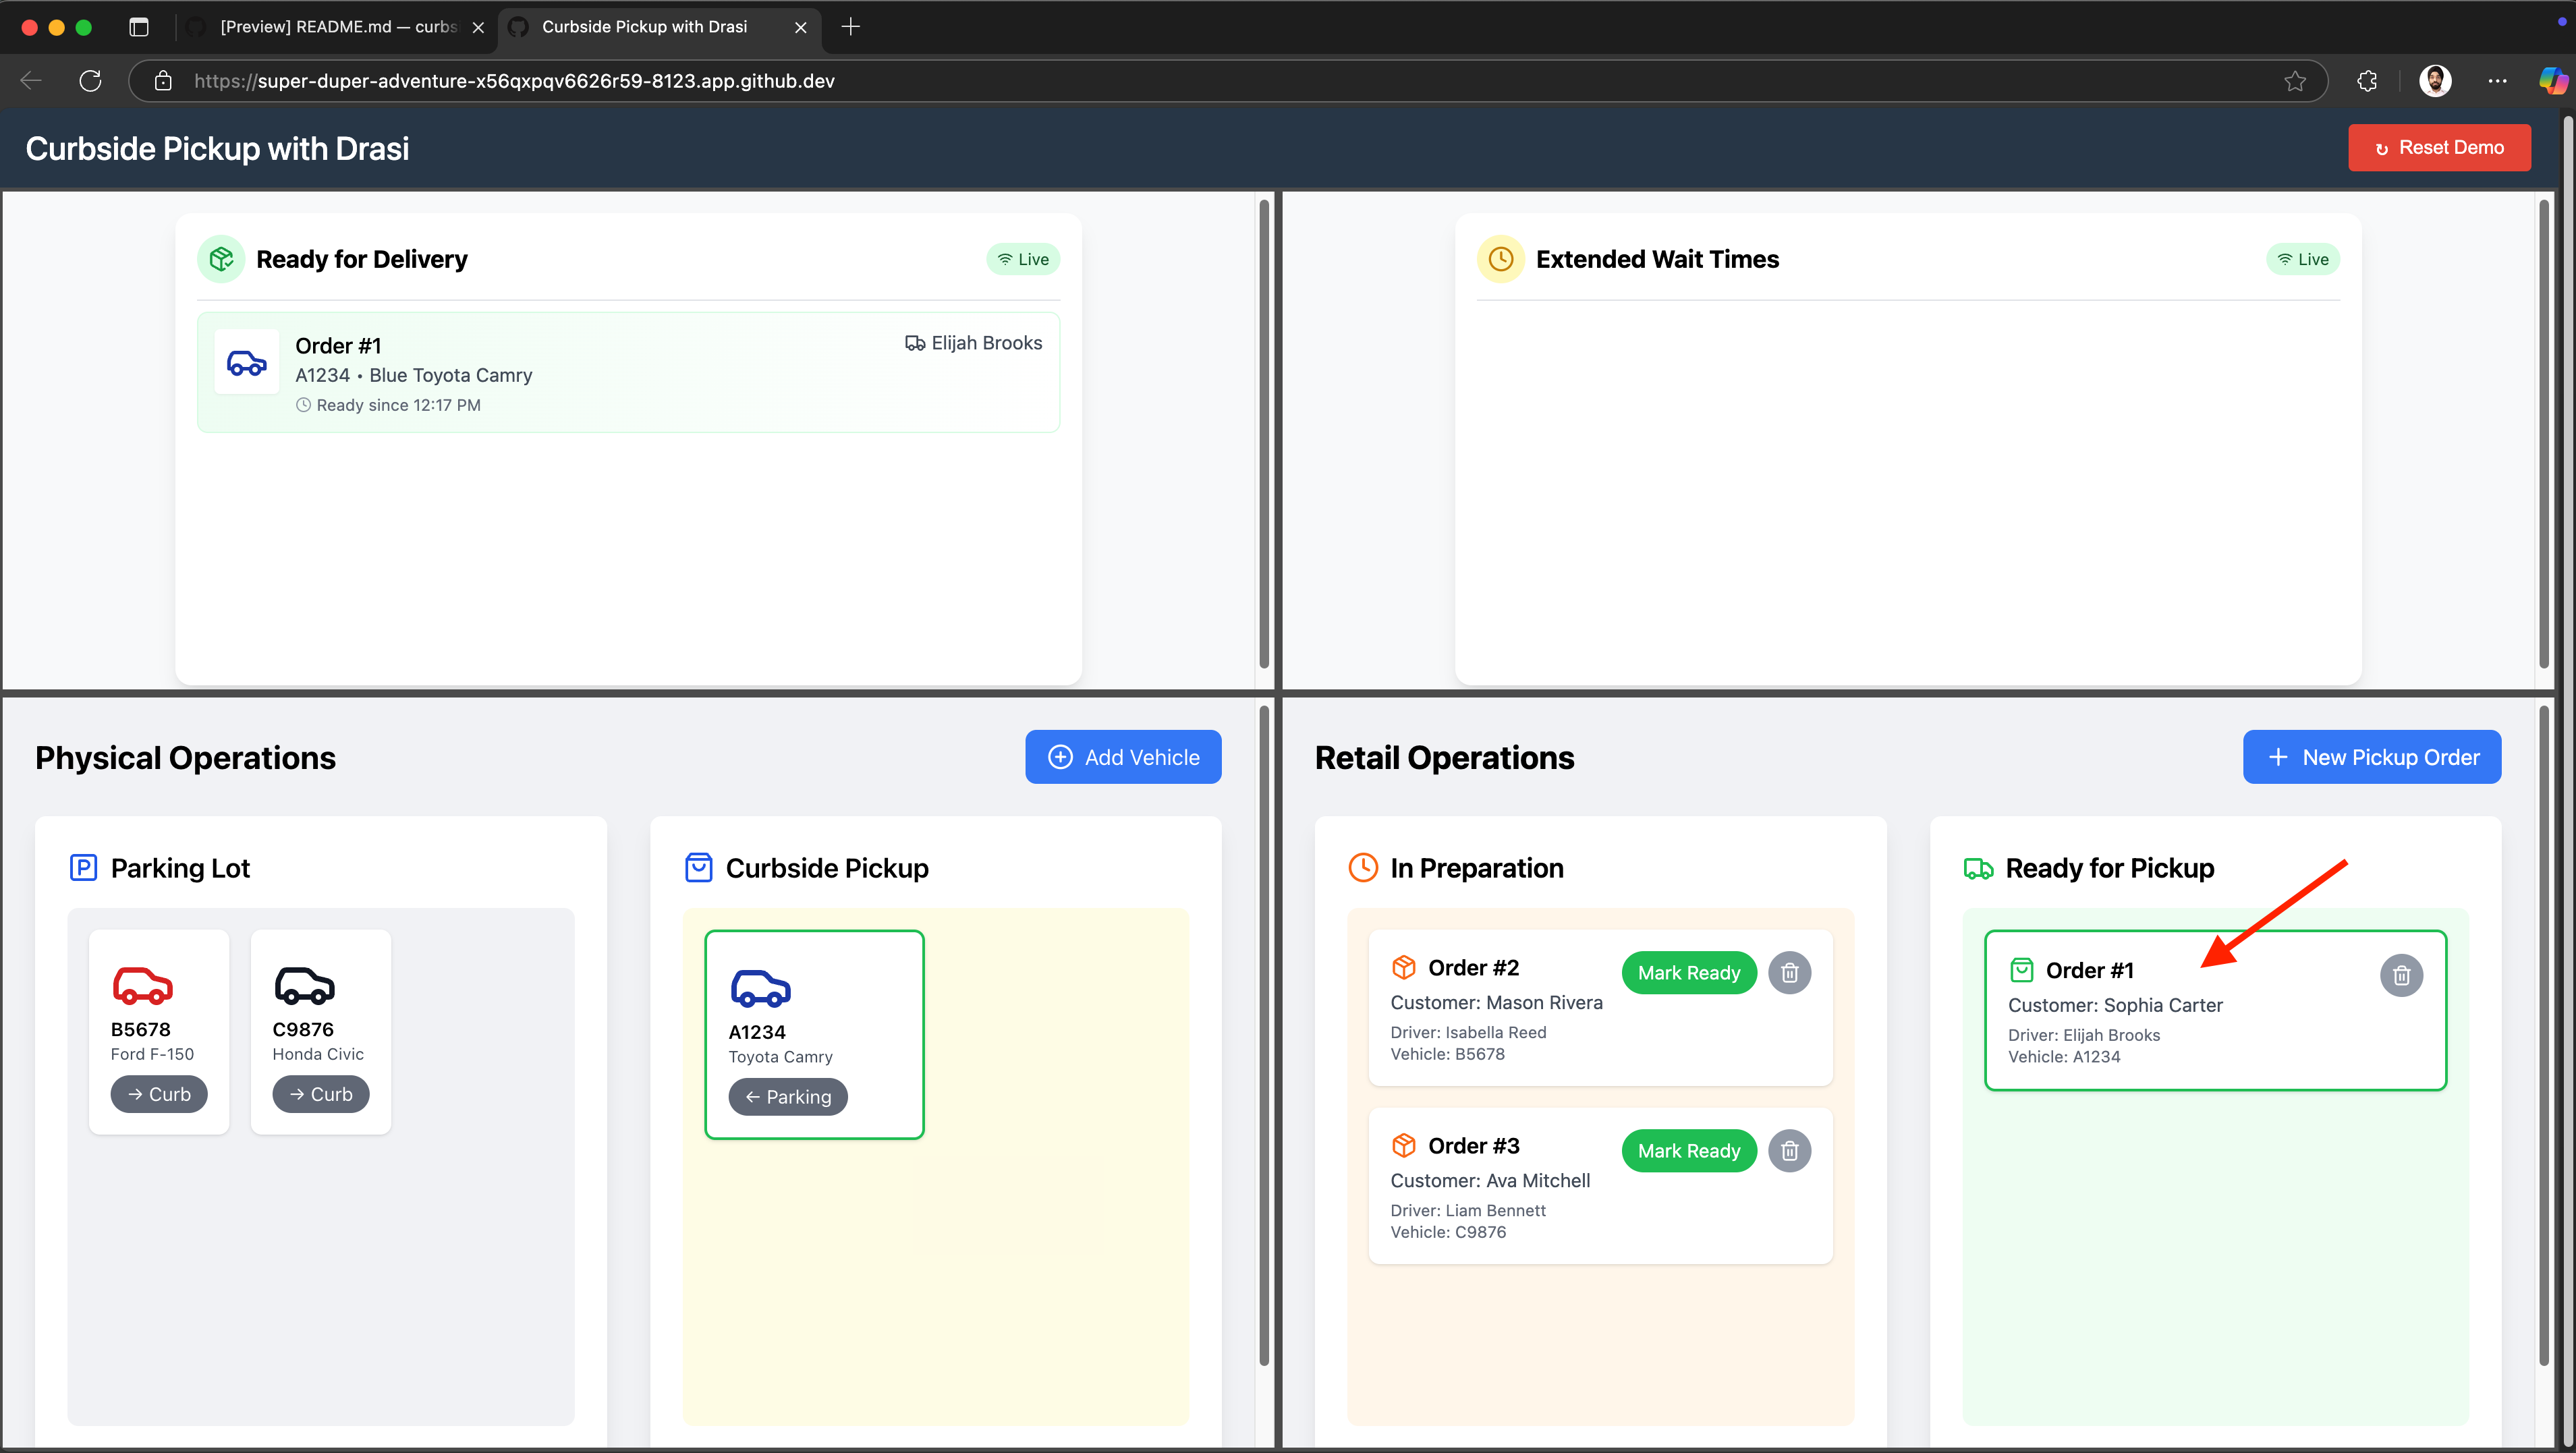 [Preview] README.md — curbs
Curbside Pickup with Drasi
https://super-duper-adventure-x56qxpqv6626r59-8123.app.github.dev
Curbside Pickup with Drasi
Reset Demo
Ready for Delivery
Live
Order #1
Elijah Brooks
A1234 • Blue Toyota Camry
Ready since 12:17 PM
Extended Wait Times
Live
Physical Operations
Add Vehicle
Parking Lot
B5678
Ford F-150
→ Curb
C9876
Honda Civic
→ Curb
Curbside Pickup
A1234
Toyota Camry
← Parking
Retail Operations
+ New Pickup Order
In Preparation
Order #2
Mark Ready
Customer: Mason Rivera
Driver: Isabella Reed
Vehicle: B5678
Order #3
Mark Ready
Customer: Ava Mitchell
Driver: Liam Bennett
Vehicle: C9876
Ready for Pickup
Order #1
Customer: Sophia Carter
Driver: Elijah Brooks
Vehicle: A1234